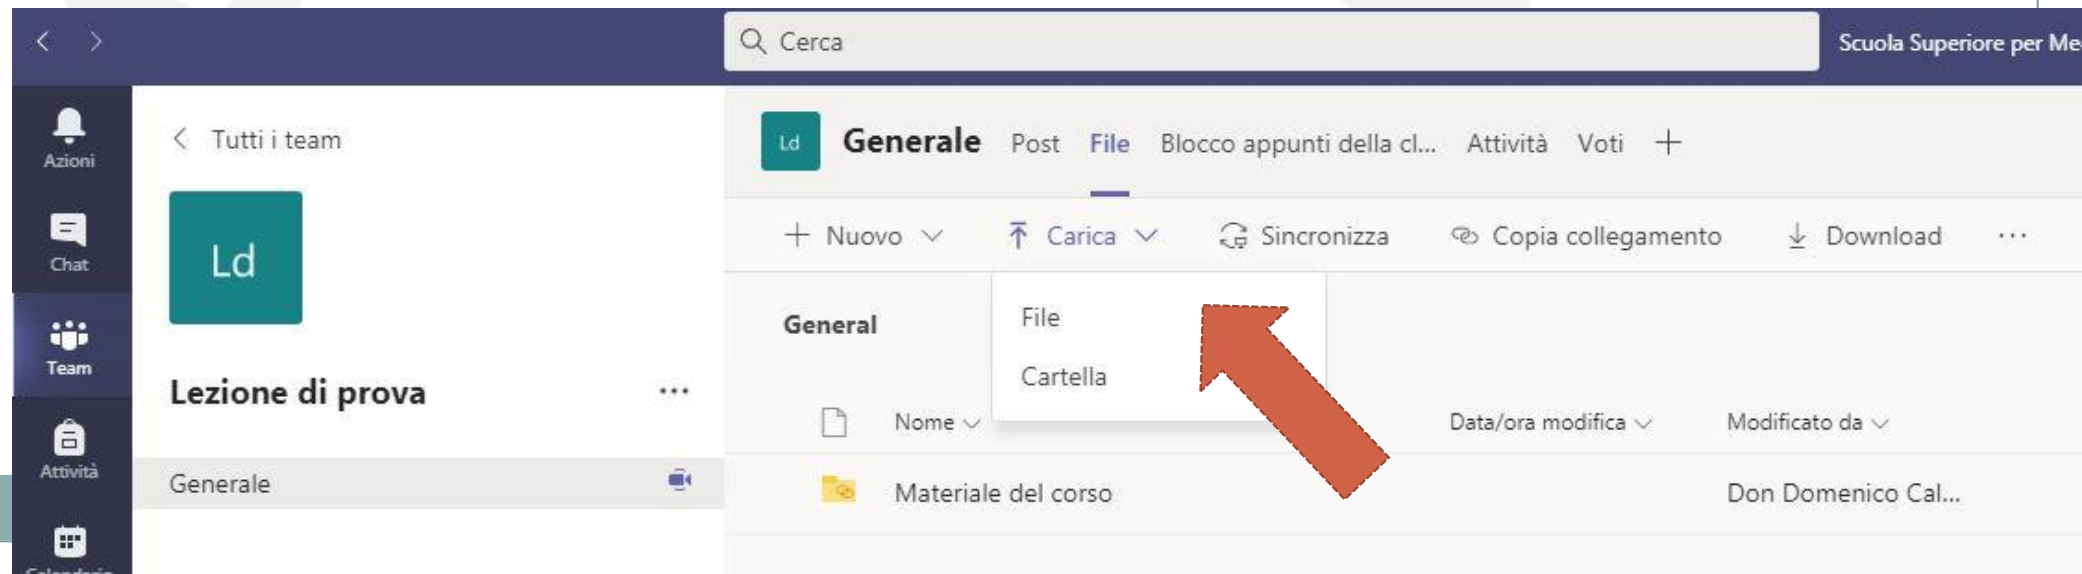 Cerca
Scuola Superiore per Me
Azioni
Chat
Team
Attività
Calendario
Tutti i team
Ld
Lezione di prova
...
Generale
Ld Generale Post File Blocco appunti della cl... Attività Voti +
+ Nuovo Carica Sincronizza Copia collegamento Download ...
General
File
Cartella
Nome Data/ora modifica Modificato da
Materiale del corso Don Domenico Cal...